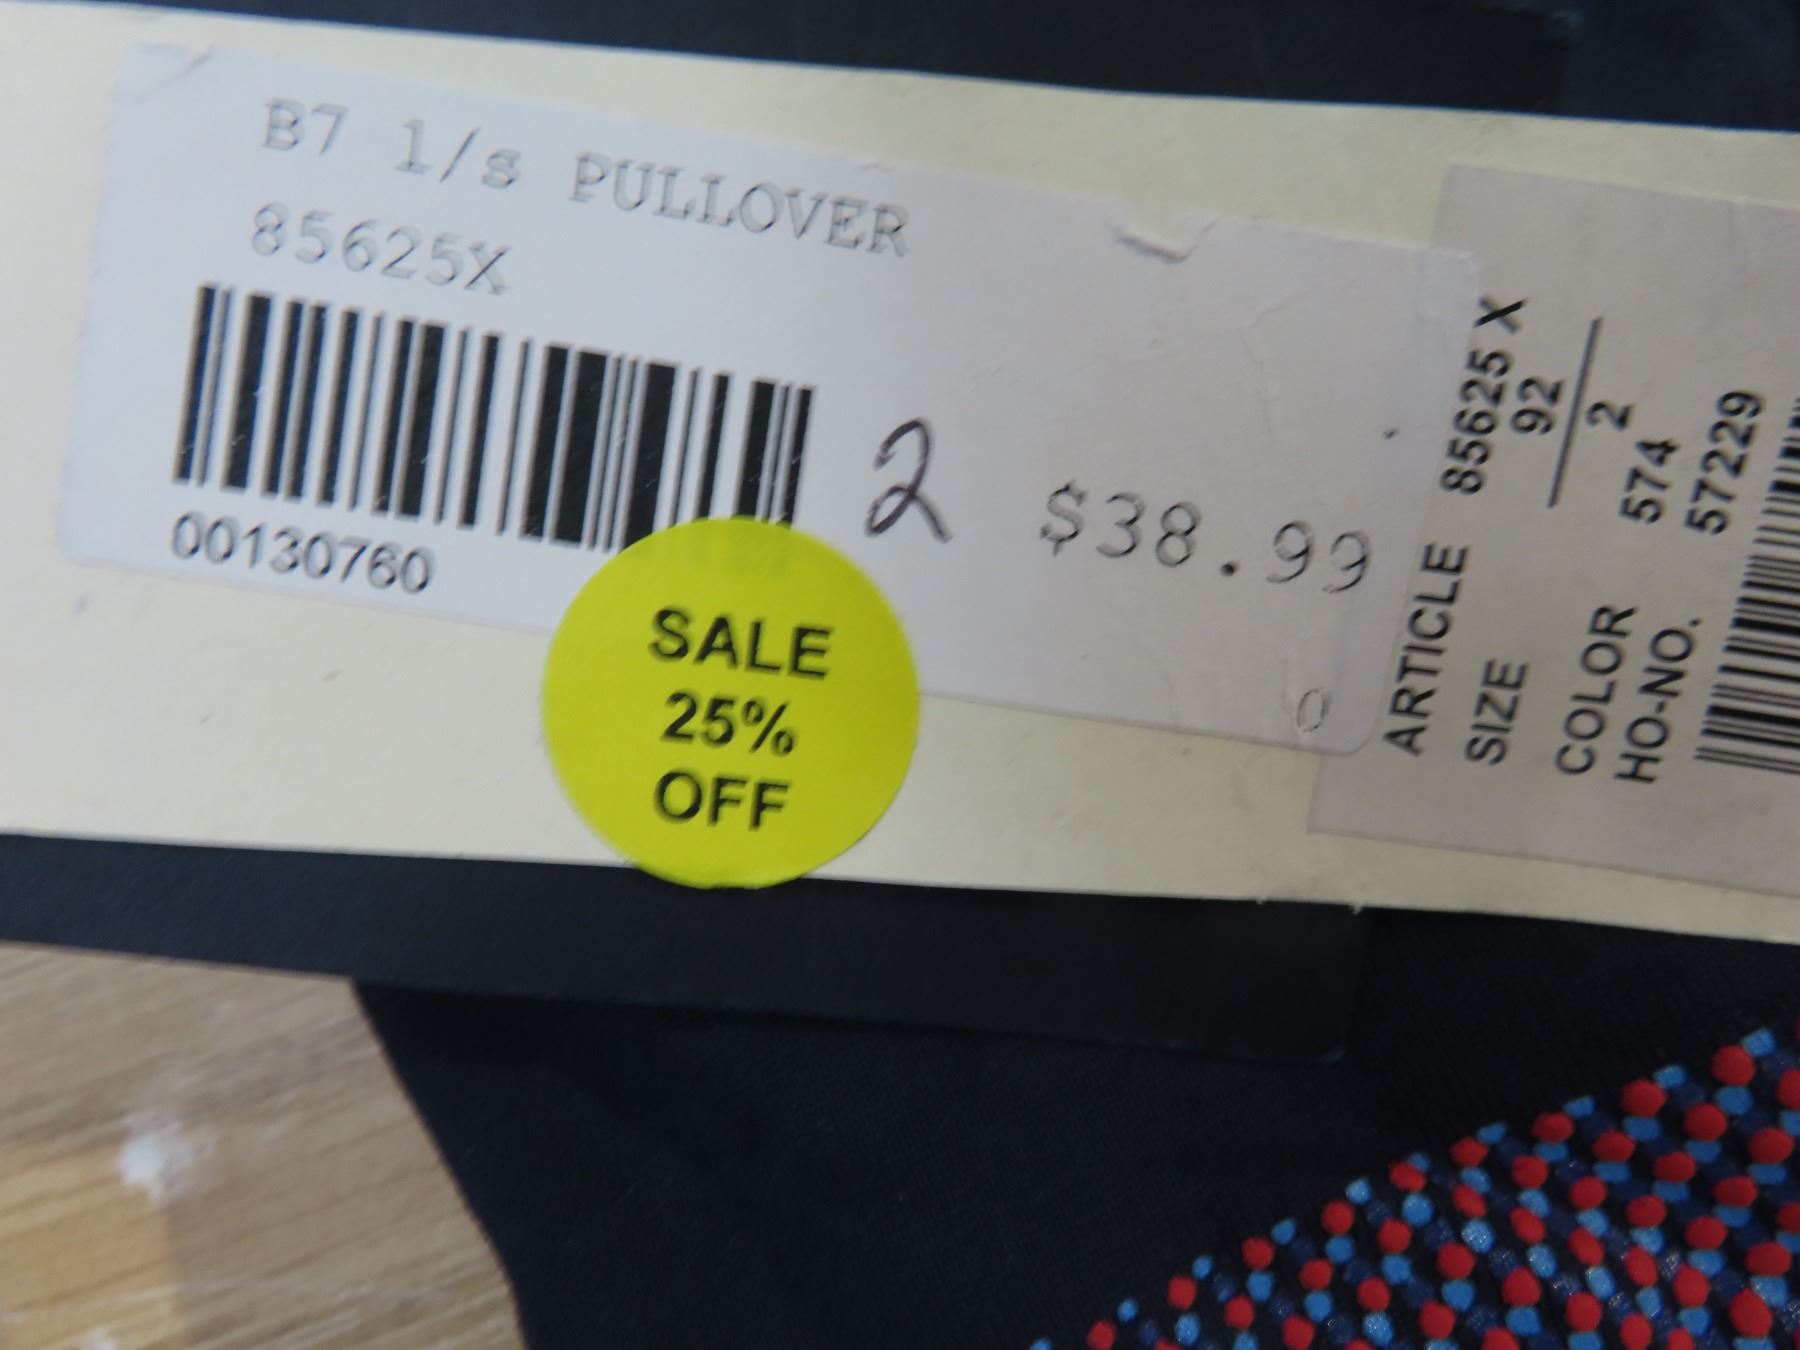 B7 l/s PULLOVER
85625X
00130760
2
$38.99
0
SALE
25%
OFF
ARTICLE 85625 X
SIZE 92
2
COLOR 574
HO-NO. 57229